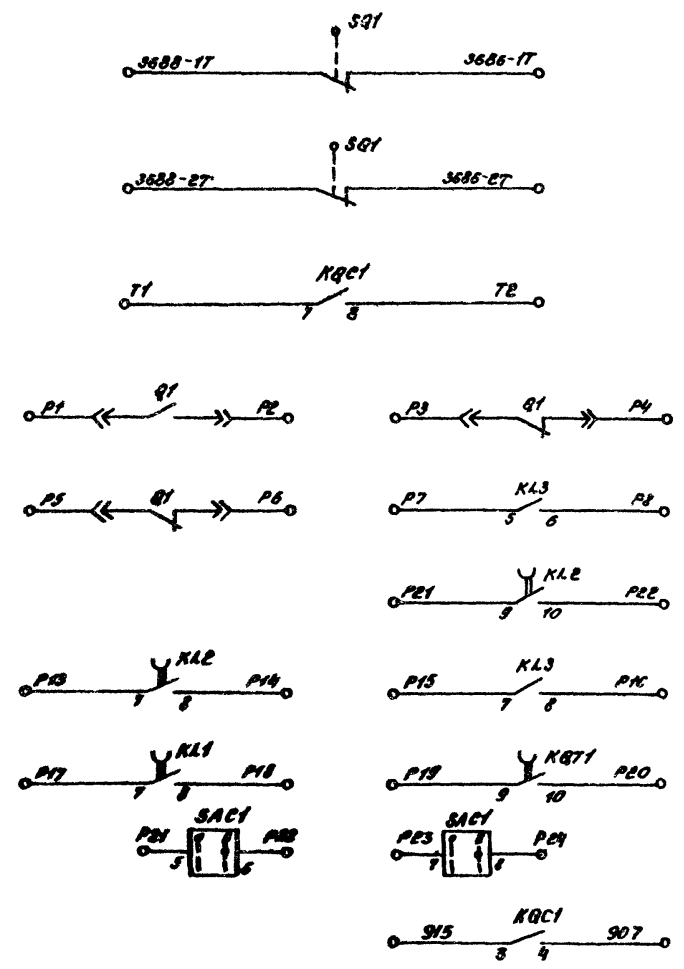 SQ1
3688-1T 3686-1T
SQ1
3688-2T 3686-2T
KQC1
T1 T2
7 8
Q1 Q1
P1 P2 P3 P4
Q1 KL3
P5 P6 P7 P8
5 6
KL2
P21 P22
9 10
KL2 KL3
P13 P14 P15 P16
7 8 7 8
KL1 KQT1
P17 P18 P19 P20
7 8 9 10
SAC1 SAC1
P21 P22 P23 P24
5 6 7 8
KQC1
915 907
3 4